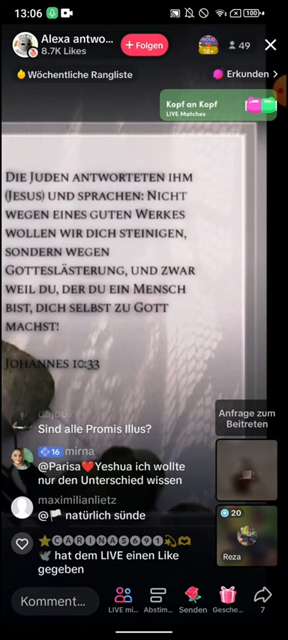 13:06
100+
Alexa antwo...
8.7K Likes
+ Folgen
49
Wöchentliche Rangliste
Erkunden >
Kopf an Kopf
LIVE Matches
DIE JUDEN ANTWORTETEN IHM
(JESUS) UND SPRACHEN: NICHT
WEGEN EINES GUTEN WERKES
WOLLEN WIR DICH STEINIGEN,
SONDERN WEGEN
GOTTESLÄSTERUNG, UND ZWAR
WEIL DU, DER DU EIN MENSCH
BIST, DICH SELBST ZU GOTT
MACHST!
JOHANNES 10:33
Sind alle Promis Illus?
Anfrage zum
Beitreten
16 mirna
@Parisa❤️Yeshua ich wollte
nur den Unterschied wissen
maximilianlietz
@🏳️ natürlich sünde
20
Reza
⭐🅒🅐🅡🅘🅝🅐🅢6🅐91💫🫶
🕊️ hat dem LIVE einen Like
gegeben
Komment...
LIVE mi...
Abstim...
Senden
Gesche...
7